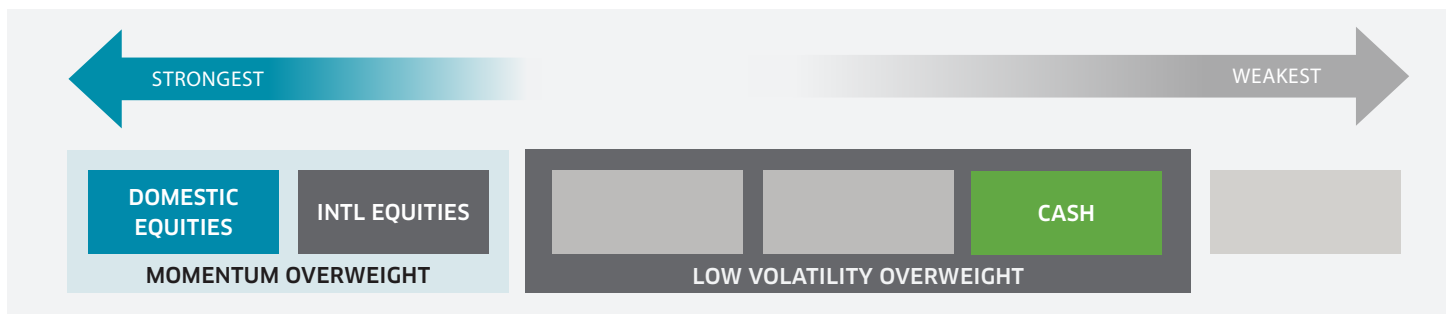 STRONGEST
WEAKEST
DOMESTIC
EQUITIES
INTL EQUITIES
CASH
MOMENTUM OVERWEIGHT
LOW VOLATILITY OVERWEIGHT